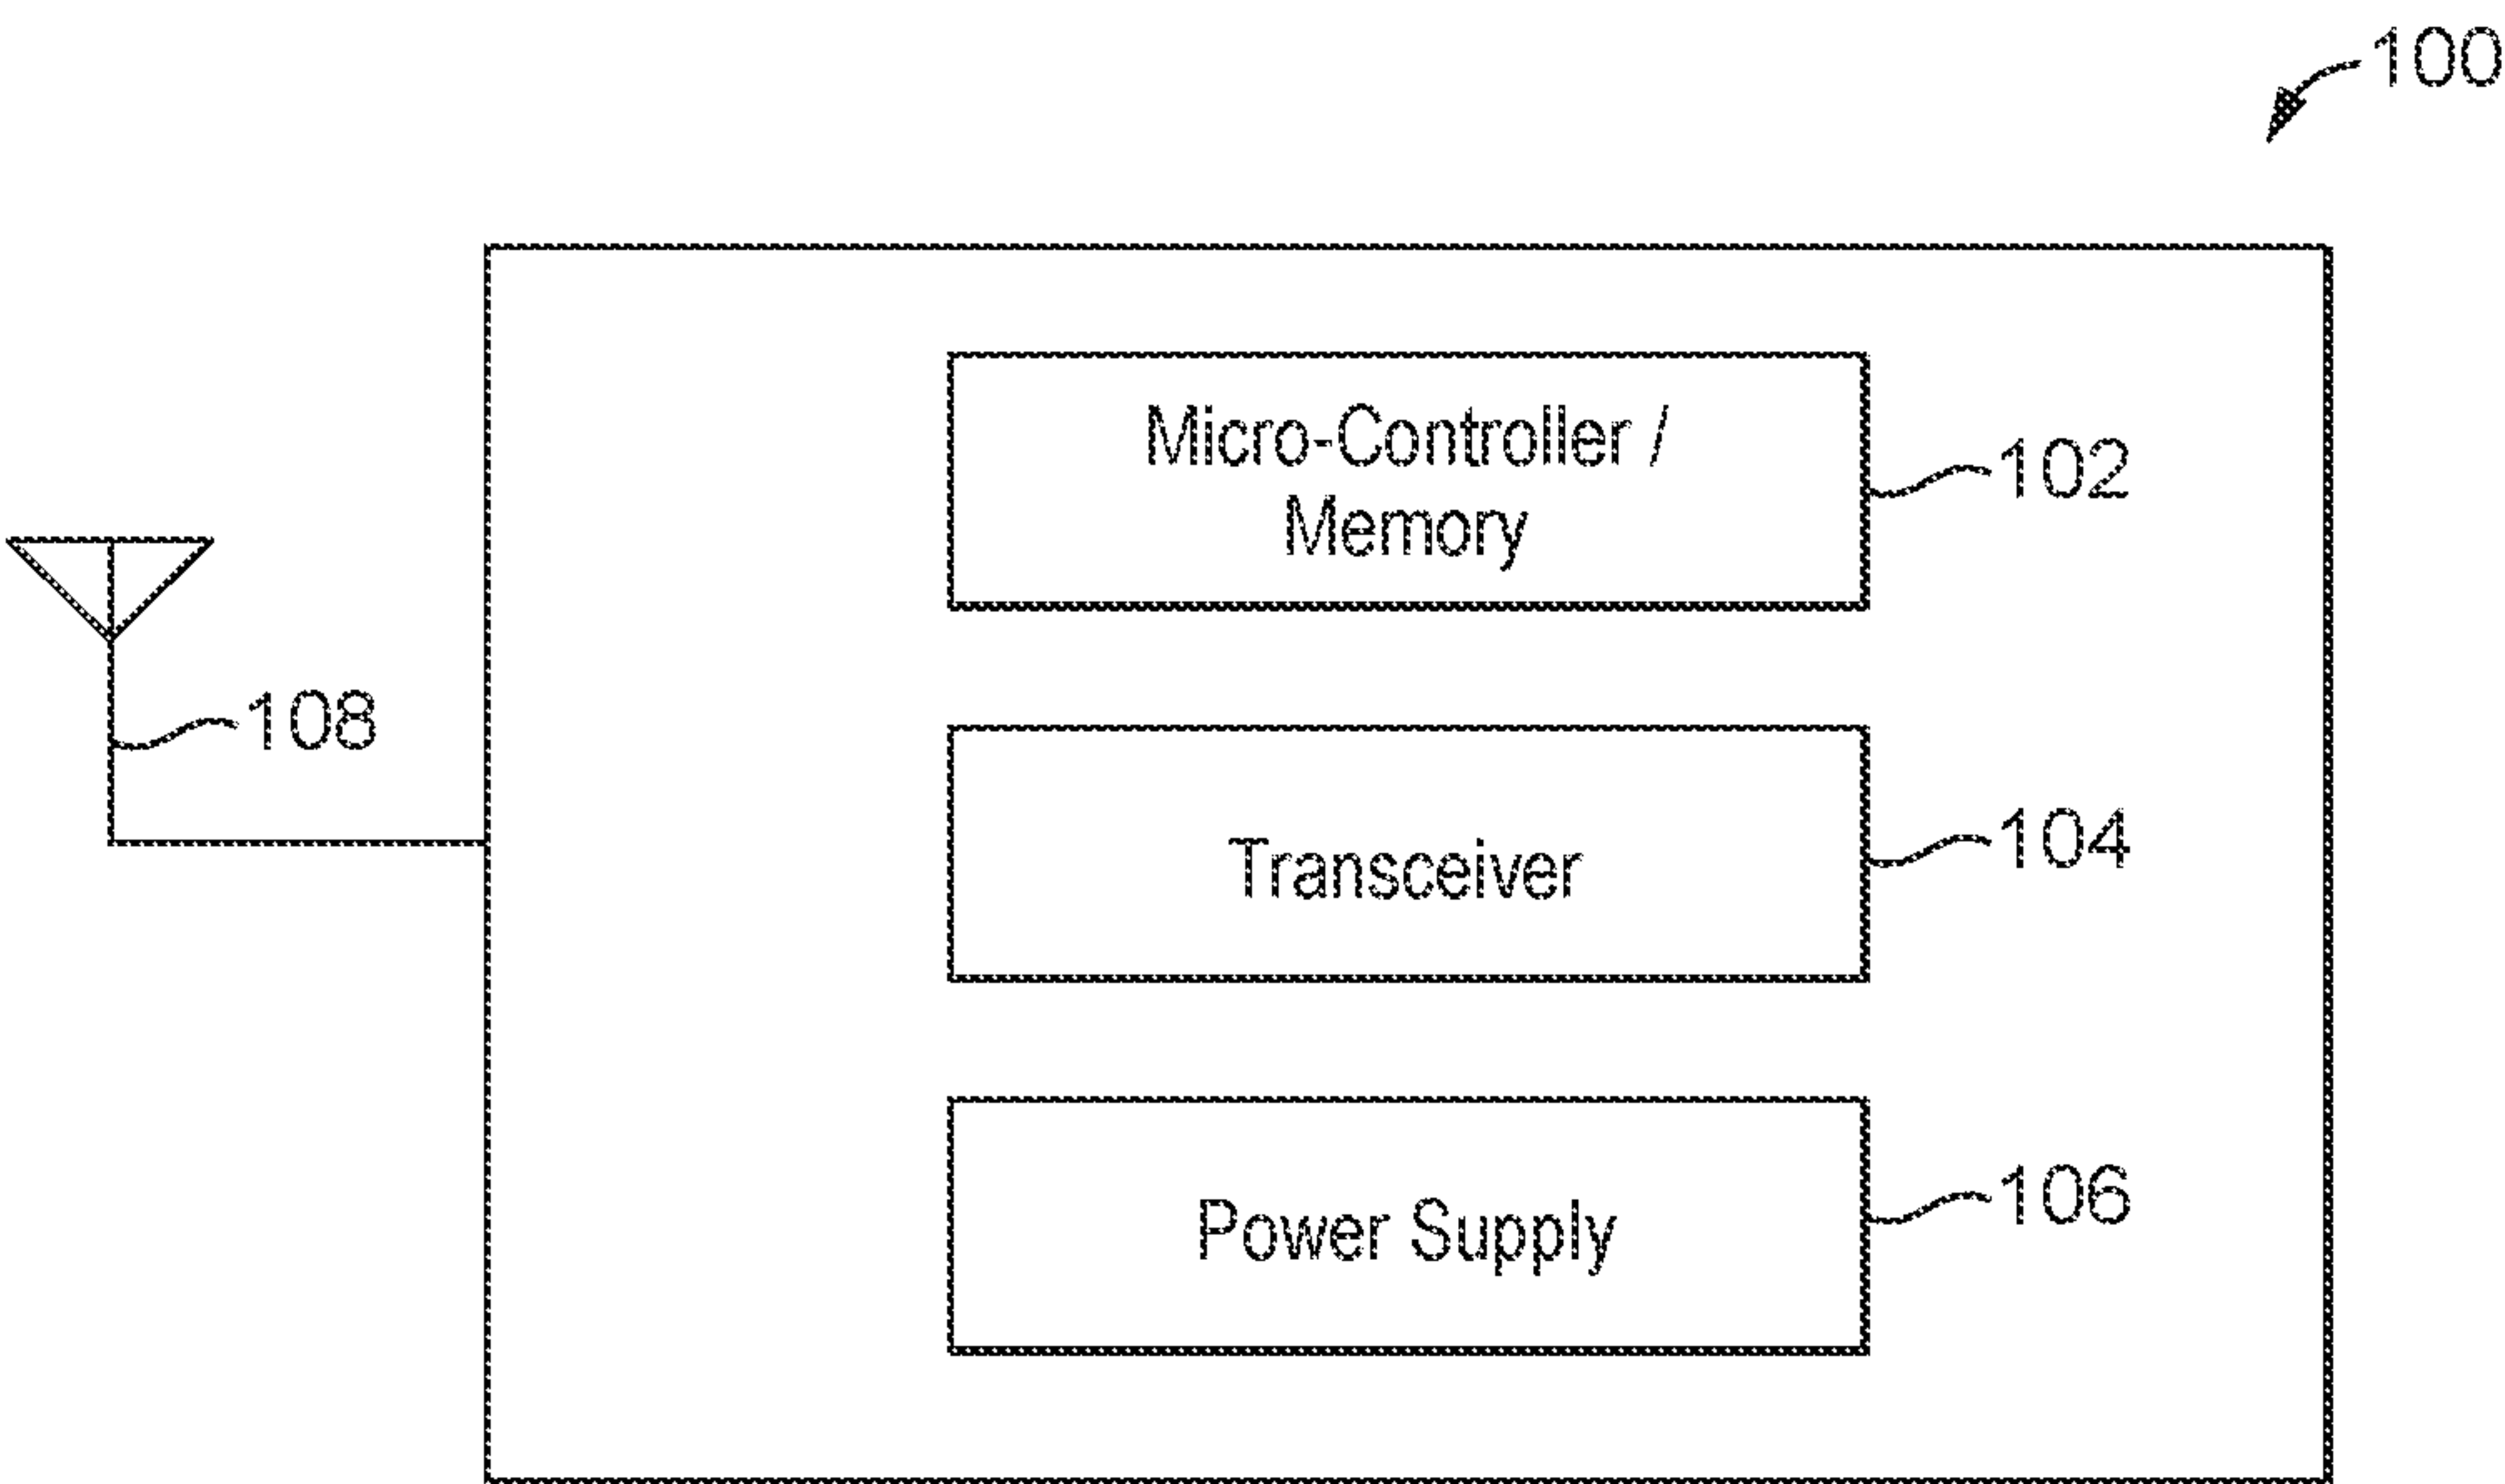 100
Micro-Controller /
Memory
102
108
Transceiver
104
Power Supply
106